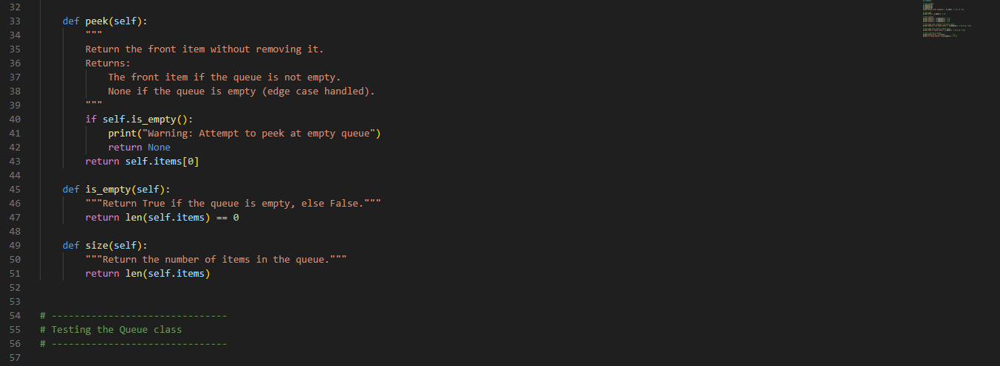 32
33 def peek(self):
34 """
35 Return the front item without removing it.
36 Returns:
37 The front item if the queue is not empty.
38 None if the queue is empty (edge case handled).
39 """
40 if self.is_empty():
41 print("Warning: Attempt to peek at empty queue")
42 return None
43 return self.items[0]
44
45 def is_empty(self):
46 """Return True if the queue is empty, else False."""
47 return len(self.items) == 0
48
49 def size(self):
50 """Return the number of items in the queue."""
51 return len(self.items)
52
53
54 # -------------------------------
55 # Testing the Queue class
56 # -------------------------------
57